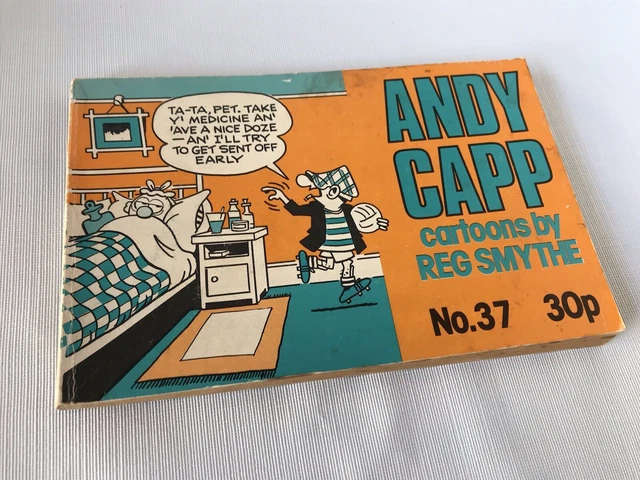 TA-TA, PET. TAKE
Y' MEDICINE AN'
'AVE A NICE DOZE
— AN' I'LL TRY
TO GET SENT OFF
EARLY
ANDY
CAPP
cartoons by
REG SMYTHE
No.37 30p